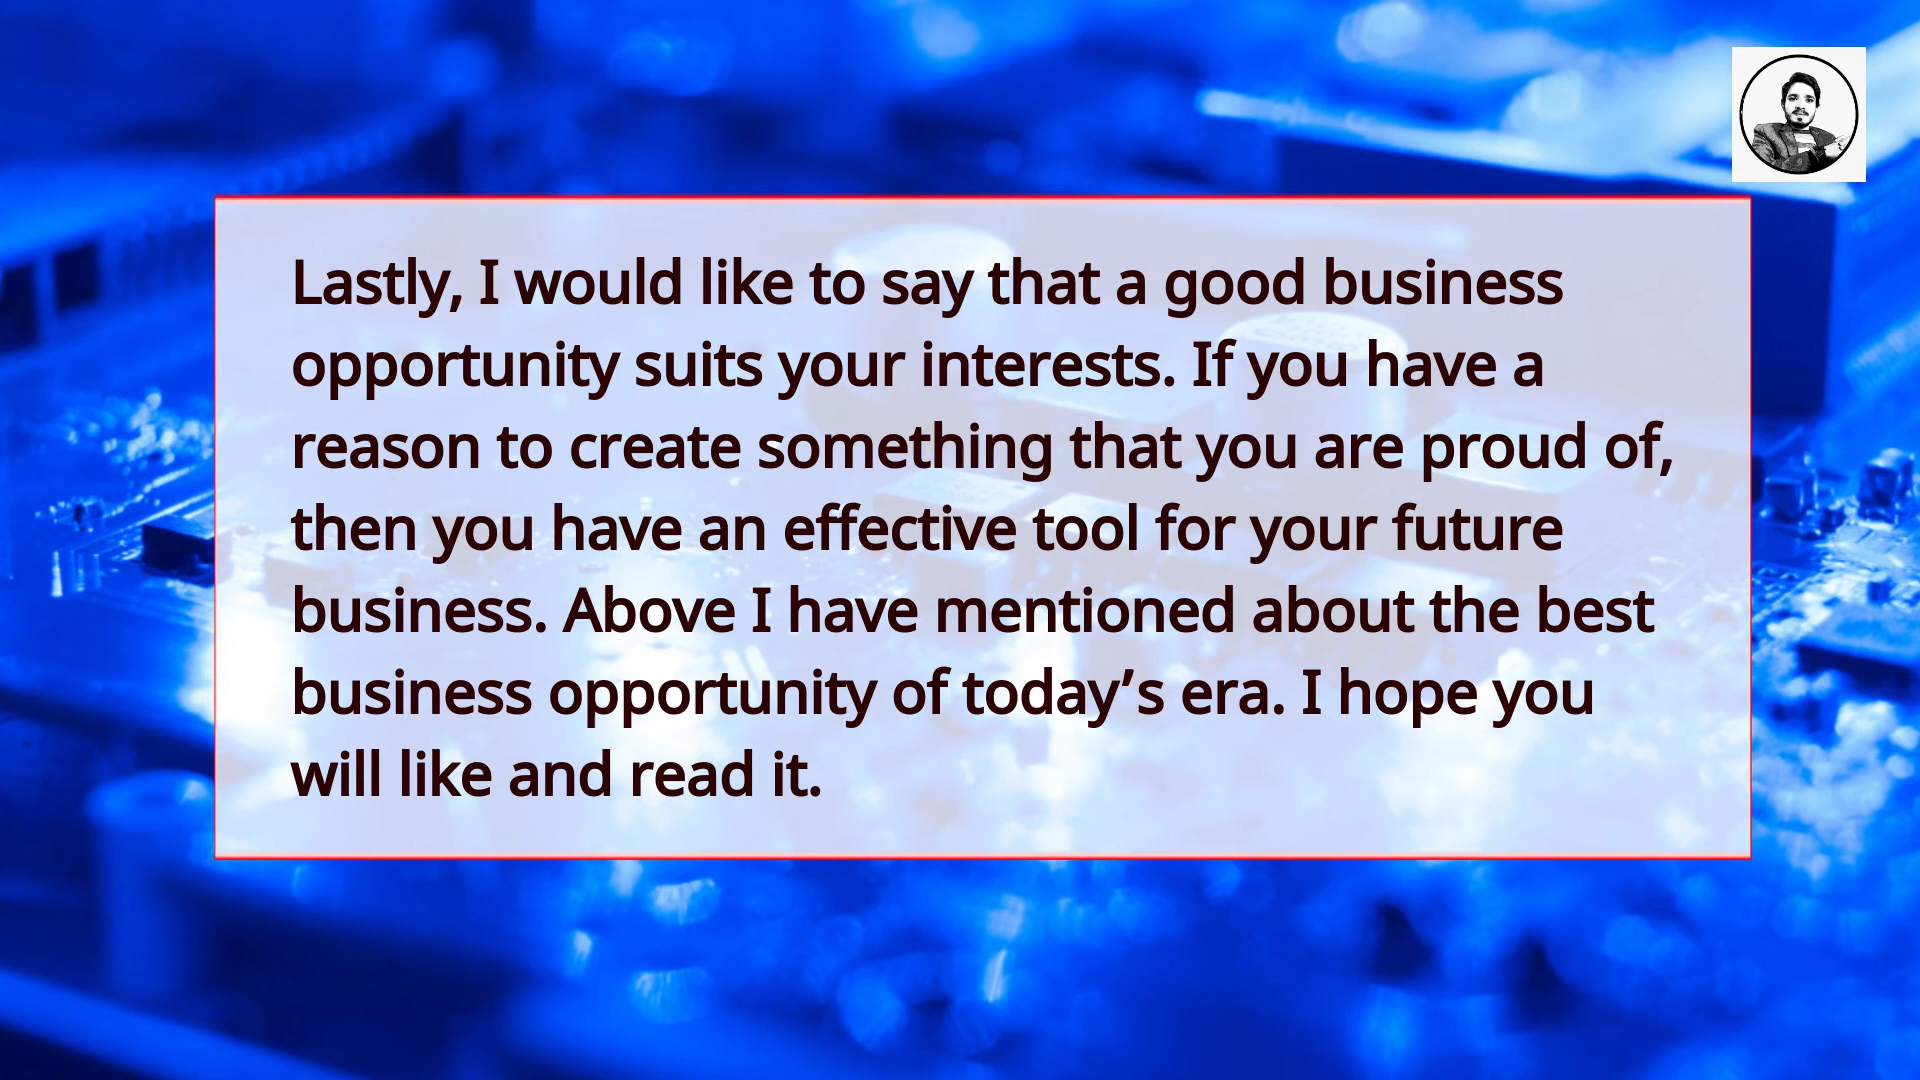 Lastly, I would like to say that a good business
opportunity suits your interests. If you have a
reason to create something that you are proud of,
then you have an effective tool for your future
business. Above I have mentioned about the best
business opportunity of today’s era. I hope you
will like and read it.